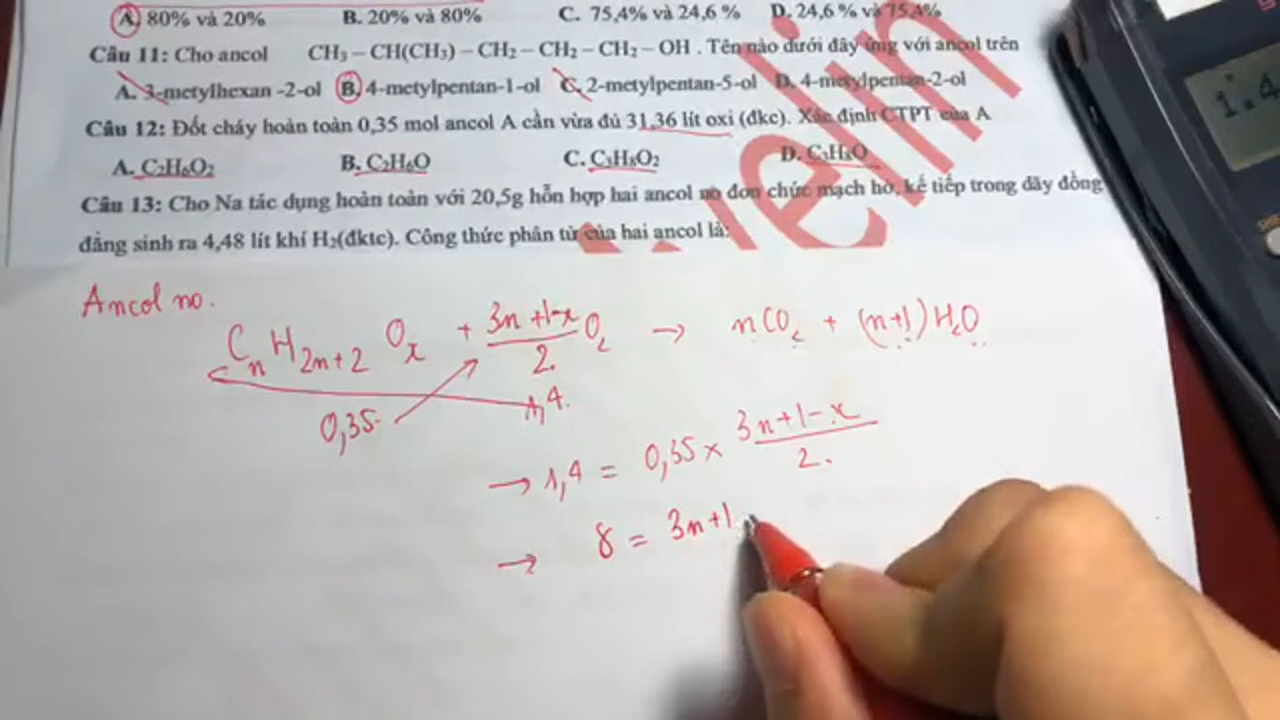 A. 80% và 20% B. 20% và 80% C. 75,4% và 24,6 % D. 24,6 % và 75,4%
Câu 11: Cho ancol CH₃ – CH(CH₃) – CH₂ – CH₂ – CH₂ – OH . Tên nào dưới đây ứng với ancol trên
A. 3-metylhexan -2-ol B. 4-metylpentan-1-ol C. 2-metylpentan-5-ol D. 4-metylpentan-2-ol
Câu 12: Đốt cháy hoàn toàn 0,35 mol ancol A cần vừa đủ 31,36 lít oxi (đkc). Xác định CTPT của A
A. C₂H₆O₂ B. C₂H₆O C. C₃H₈O₂ D. C₃H₈O
Câu 13: Cho Na tác dụng hoàn toàn với 20,5g hỗn hợp hai ancol no đơn chức mạch hở, kế tiếp trong dãy đồng
đẳng sinh ra 4,48 lít khí H₂(đktc). Công thức phân tử của hai ancol là:
Ancol no.
CₙH₂ₙ₊₂Oₓ + (3n+1-x)/2 O₂ → nCO₂ + (n+1)H₂O
0,35 1,4.
→ 1,4 = 0,35 x (3n+1-x)/2.
→ 8 = 3n+1
1.4